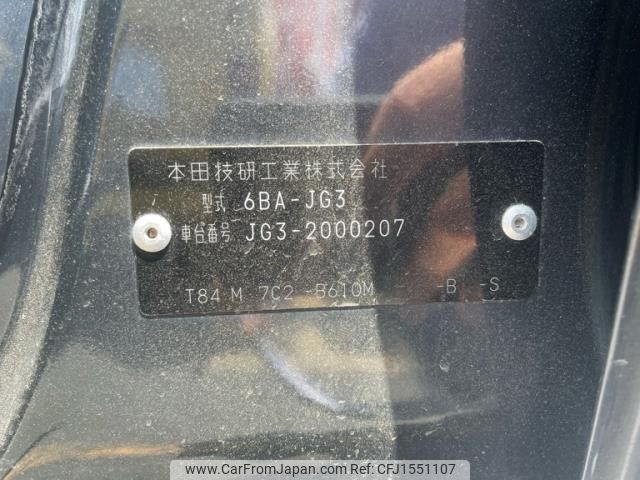 本田技研工業株式会社
型式 6BA-JG3
車台番号 JG3-2000207
T84 M 7C2 -B610M -B -S
www.CarFromJapan.com | Ref. No: CFJ1551107